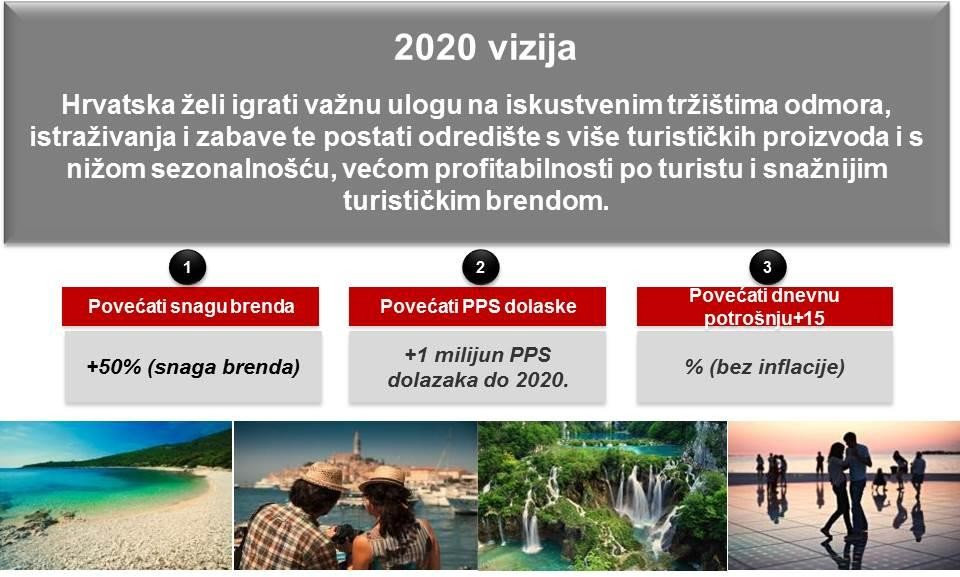 2020 vizija
Hrvatska želi igrati važnu ulogu na iskustvenim tržištima odmora,
istraživanja i zabave te postati odredište s više turističkih proizvoda i s
nižom sezonalnošću, većom profitabilnosti po turistu i snažnijim
turističkim brendom.
1
Povećati snagu brenda
+50% (snaga brenda)
2
Povećati PPS dolaske
+1 milijun PPS
dolazaka do 2020.
3
Povećati dnevnu
potrošnju+15
% (bez inflacije)